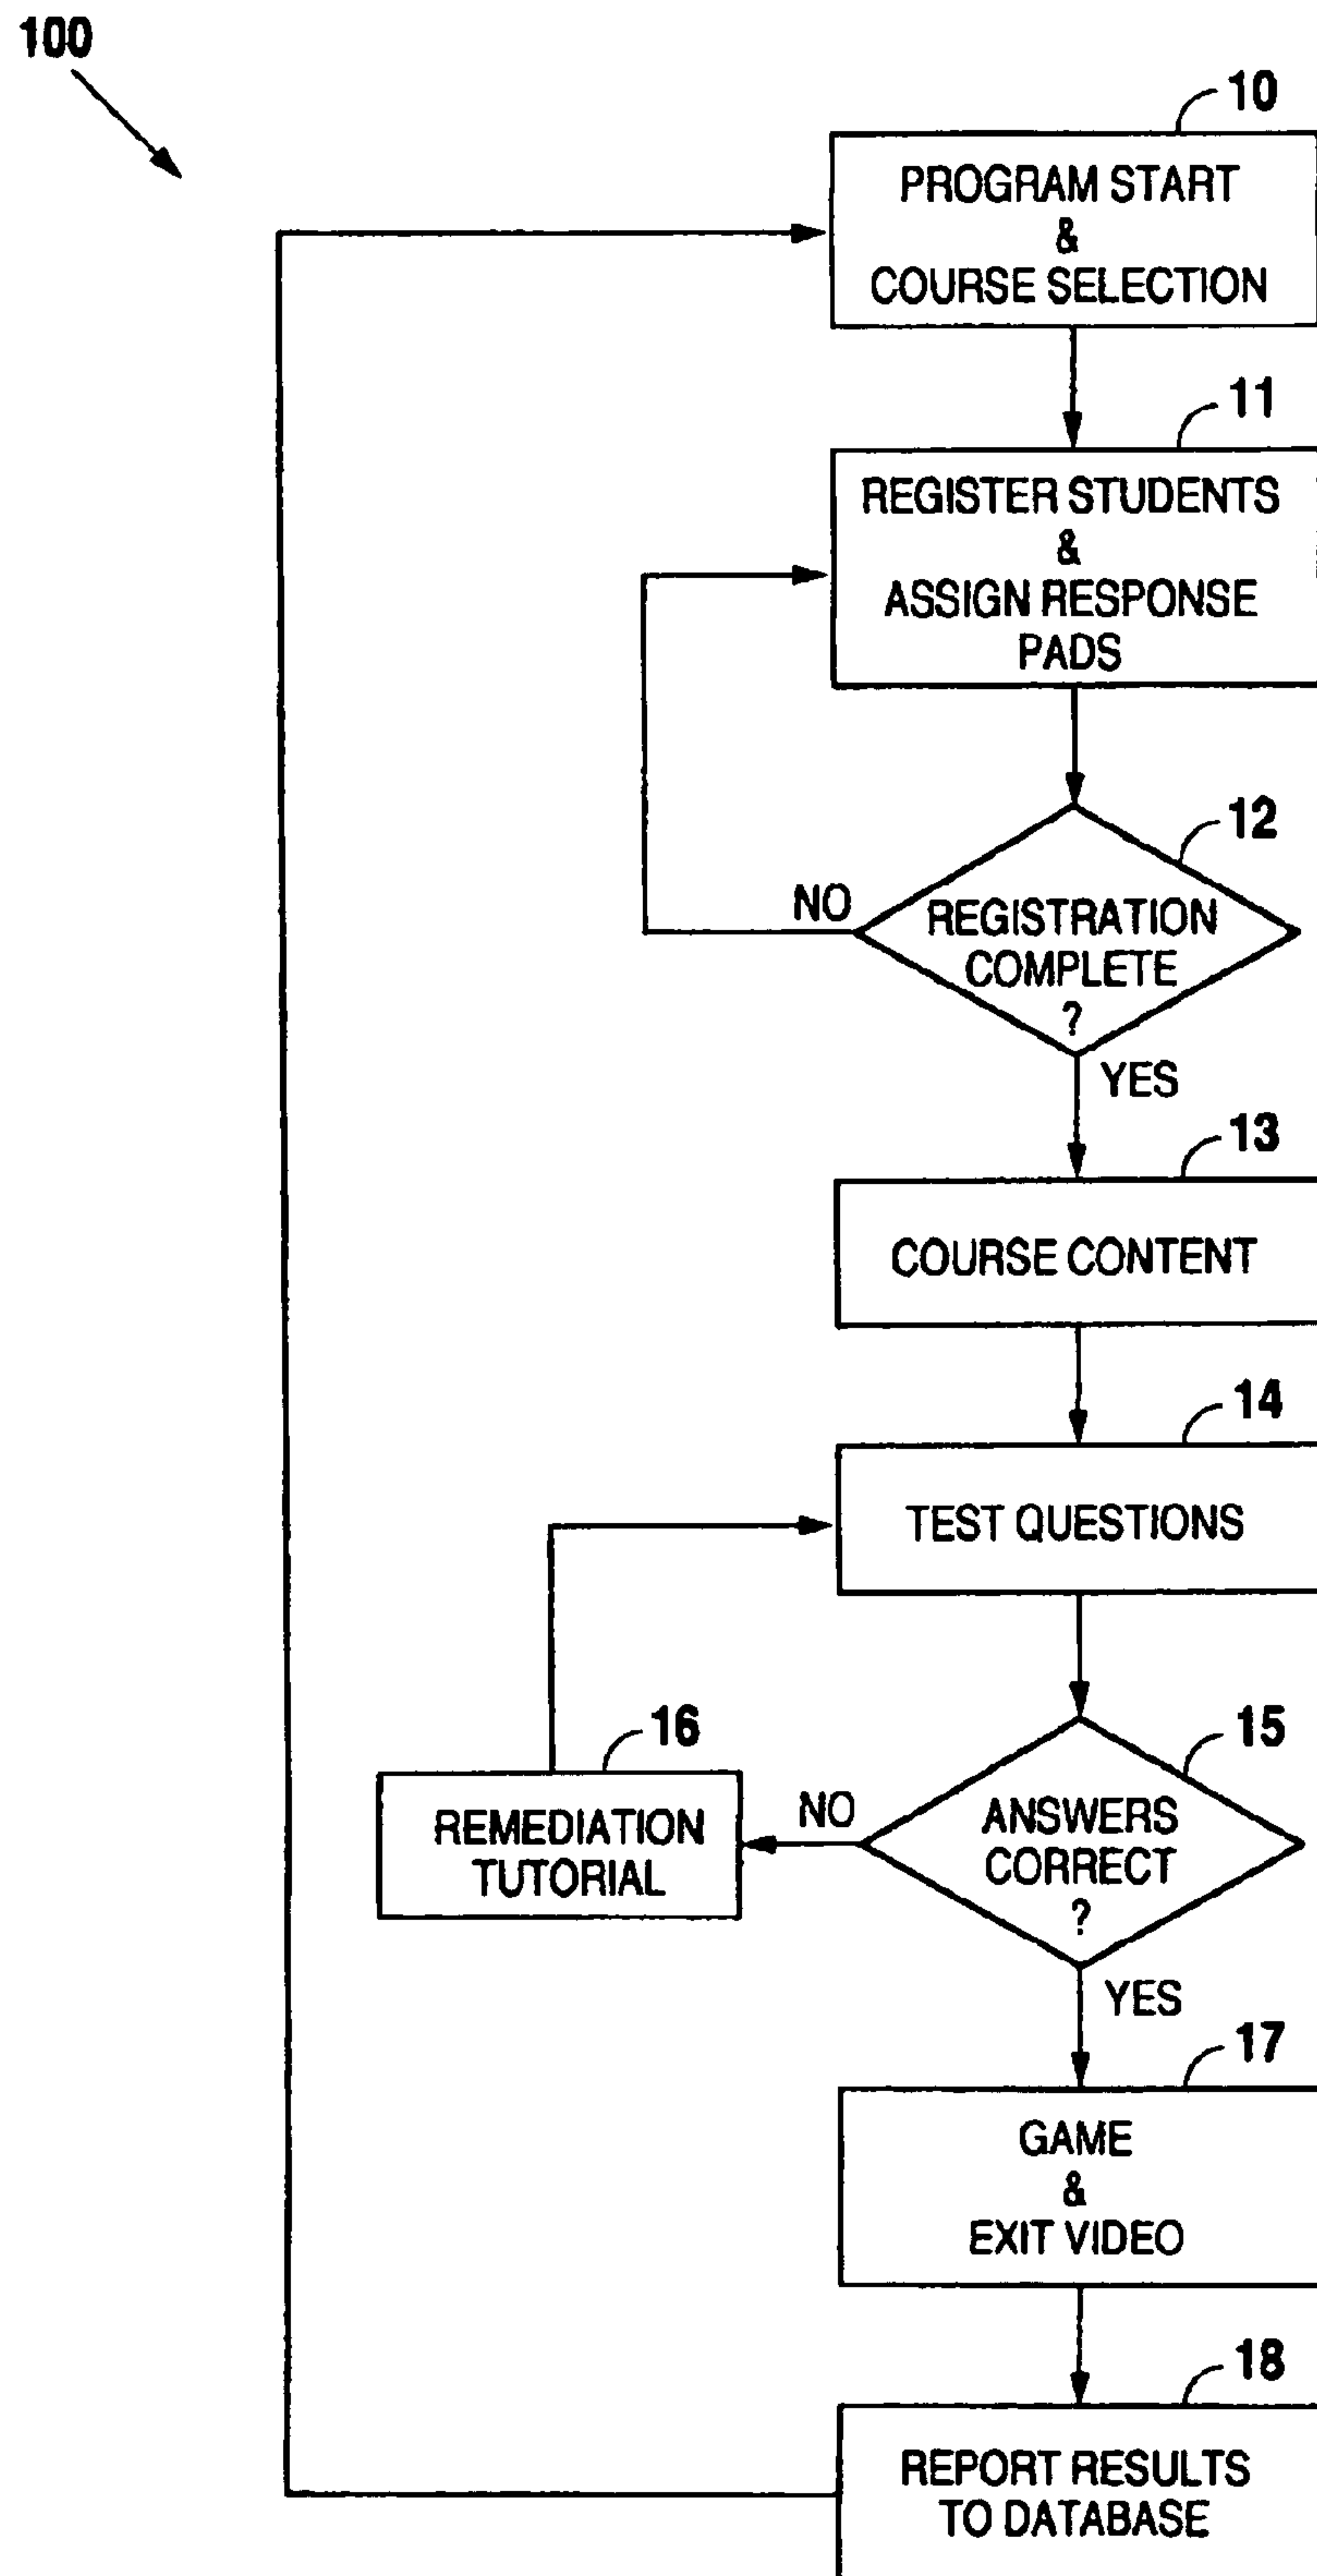 100
10
PROGRAM START
&
COURSE SELECTION
11
REGISTER STUDENTS
&
ASSIGN RESPONSE
PADS
12
NO
REGISTRATION
COMPLETE
?
YES
13
COURSE CONTENT
14
TEST QUESTIONS
15
16
NO
ANSWERS
CORRECT
?
REMEDIATION
TUTORIAL
YES
17
GAME
&
EXIT VIDEO
18
REPORT RESULTS
TO DATABASE